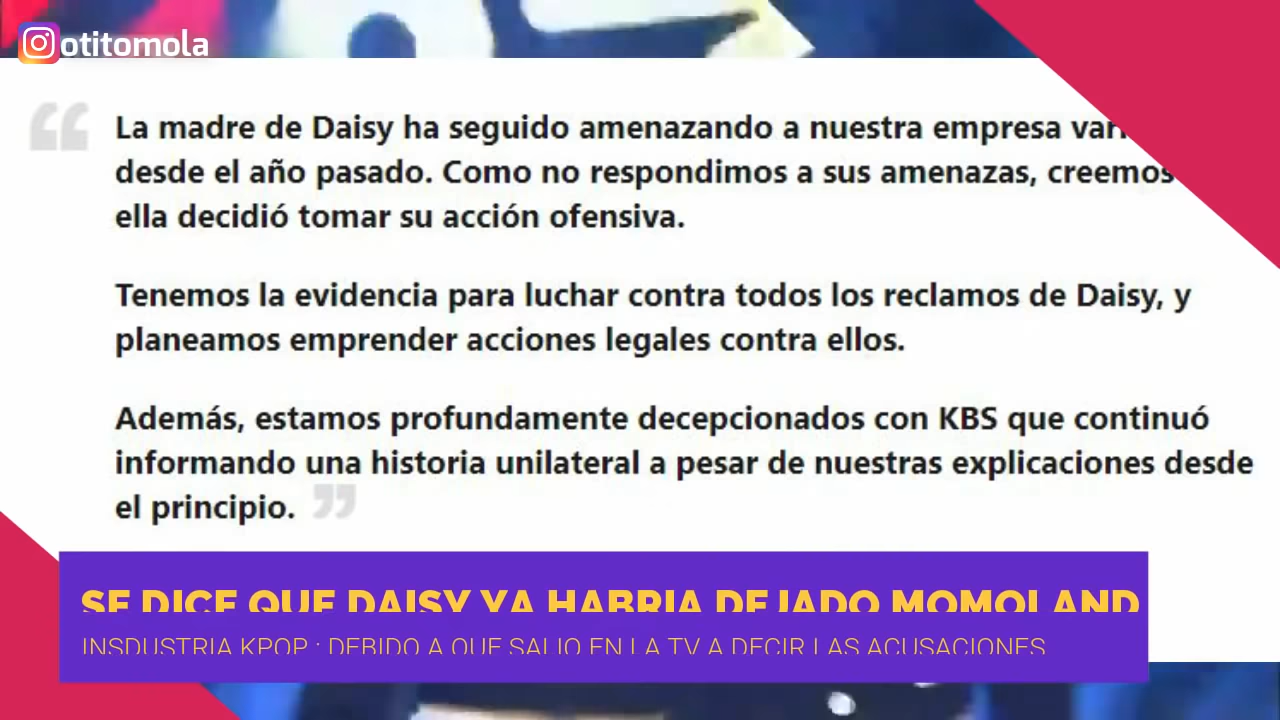 otitomola
La madre de Daisy ha seguido amenazando a nuestra empresa
desde el año pasado. Como no respondimos a sus amenazas, creemos
ella decidió tomar su acción ofensiva.
Tenemos la evidencia para luchar contra todos los reclamos de Daisy, y
planeamos emprender acciones legales contra ellos.
Además, estamos profundamente decepcionados con KBS que continuó
informando una historia unilateral a pesar de nuestras explicaciones desde
el principio.
SE DICE QUE DAISY YA HABRIA DEJADO MOMOLAND
INSDUSTRIA KPOP : DEBIDO A QUE SALIO EN LA TV A DECIR LAS ACUSACIONES